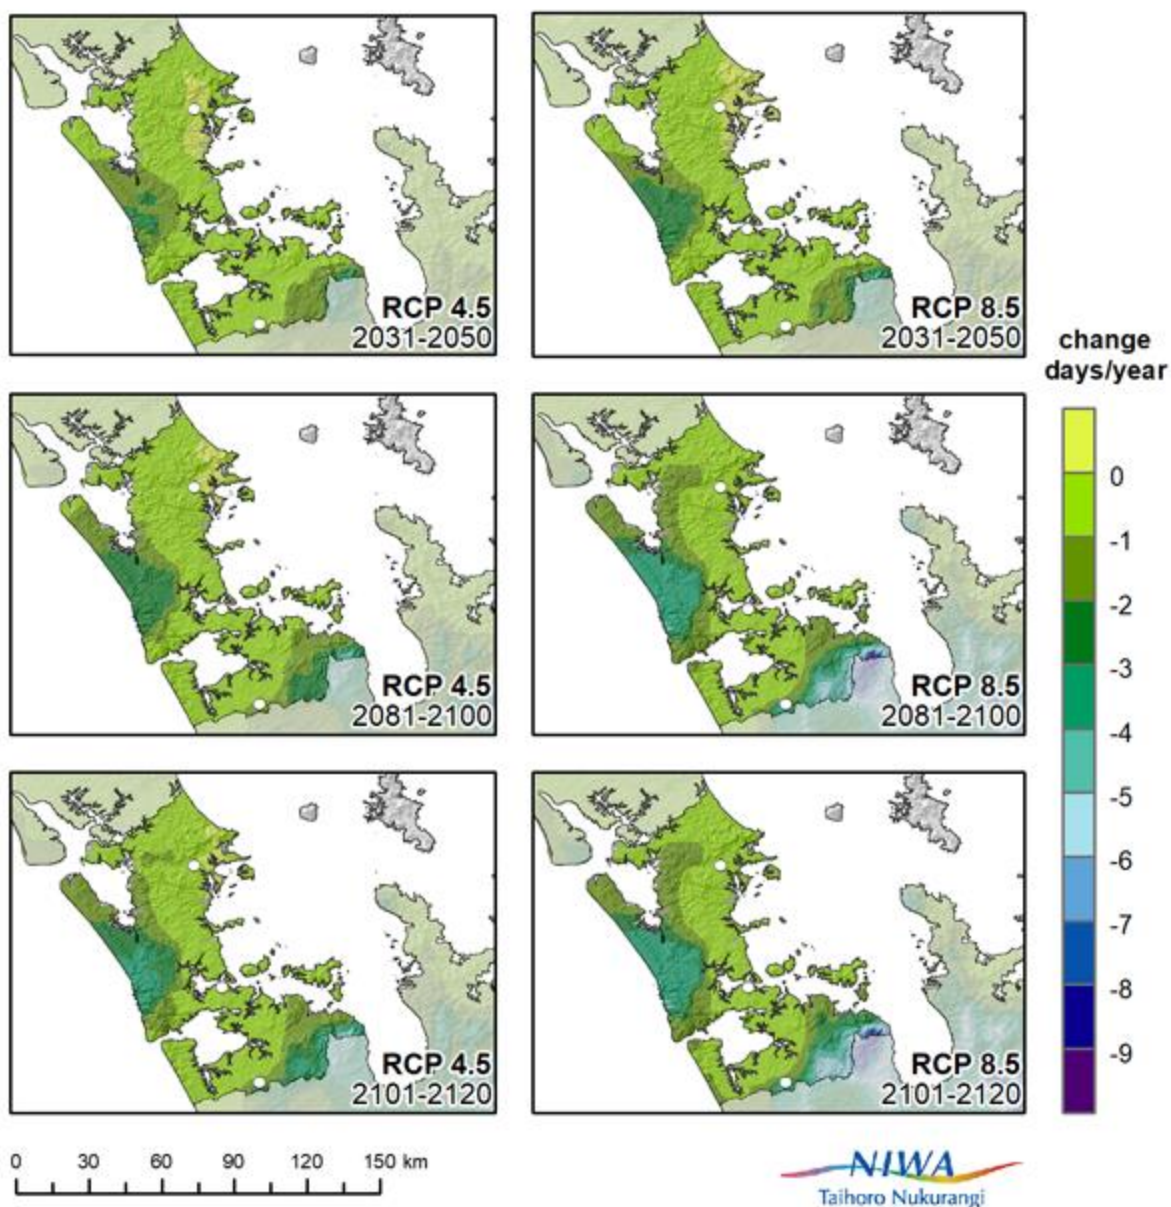 RCP 4.5
2031-2050
RCP 8.5
2031-2050
change
days/year
RCP 4.5
2081-2100
RCP 8.5
2081-2100
0
-1
-2
-3
-4
-5
-6
-7
-8
-9
RCP 4.5
2101-2120
RCP 8.5
2101-2120
0 30 60 90 120 150 km
NIWA
Taihoro Nukurangi